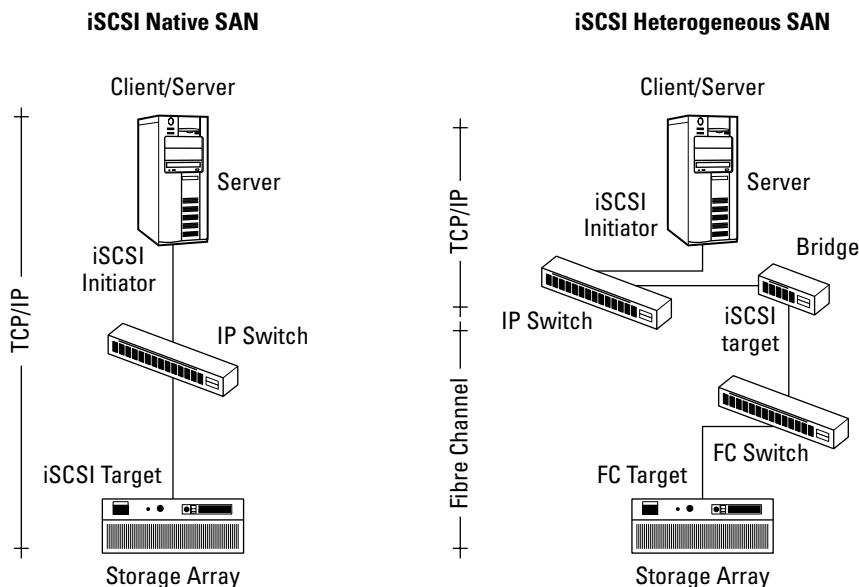 iSCSI Native SAN
Client/Server
Server
iSCSI
Initiator
TCP/IP
IP Switch
iSCSI Target
Storage Array
iSCSI Heterogeneous SAN
Client/Server
Server
iSCSI
Initiator
TCP/IP
Bridge
IP Switch
iSCSI
target
Fibre Channel
FC Switch
FC Target
Storage Array